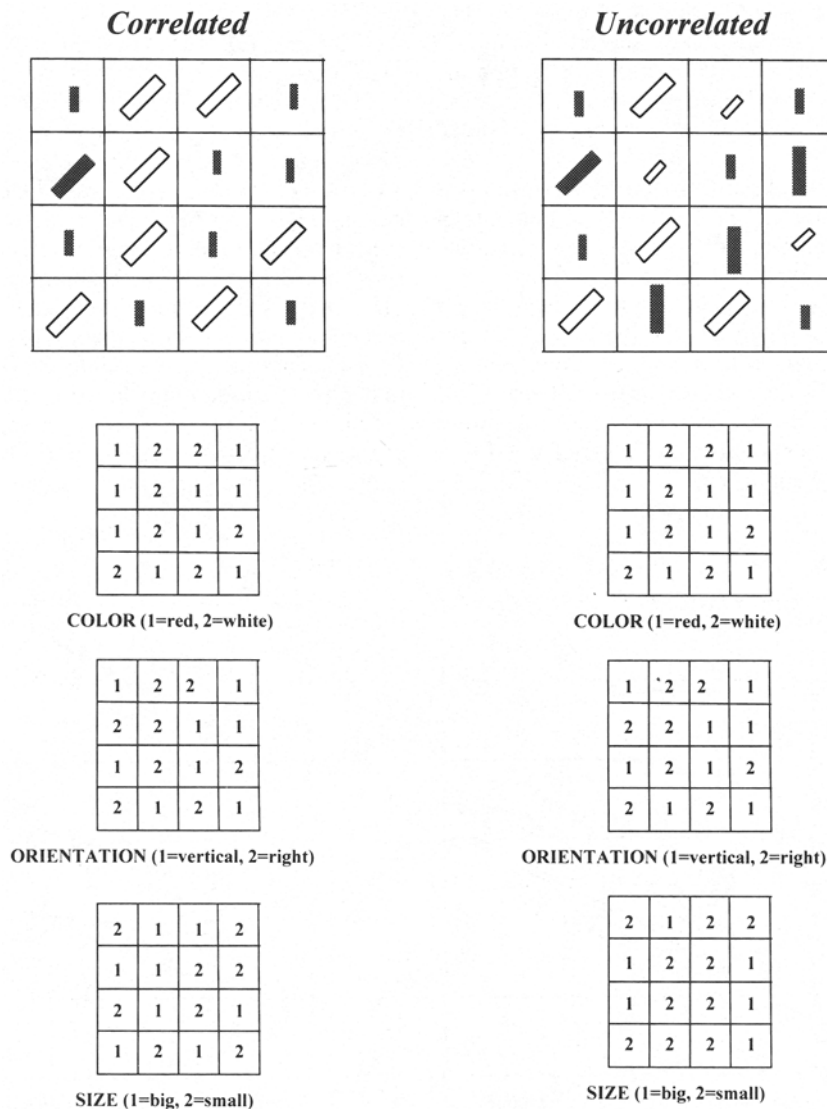 Correlated Uncorrelated
1 2 2 1 1 2 2 1
1 2 1 1 1 2 1 1
1 2 1 2 1 2 1 2
2 1 2 1 2 1 2 1
COLOR (1=red, 2=white) COLOR (1=red, 2=white)
1 2 2 1 1 2 2 1
2 2 1 1 2 2 1 1
1 2 1 2 1 2 1 2
2 1 2 1 2 1 2 1
ORIENTATION (1=vertical, 2=right) ORIENTATION (1=vertical, 2=right)
2 1 1 2 2 1 2 2
1 1 2 2 1 2 2 1
2 1 2 1 1 2 2 1
1 2 1 2 2 2 2 1
SIZE (1=big, 2=small) SIZE (1=big, 2=small)